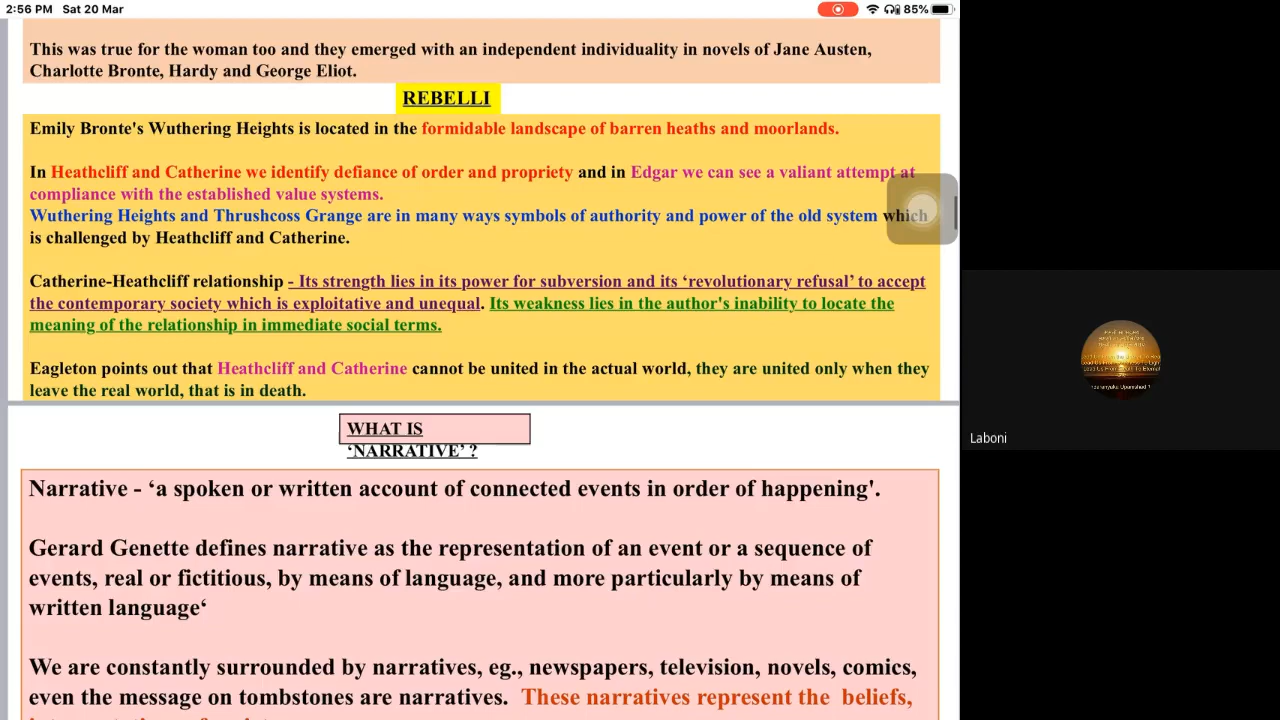 2:56 PM Sat 20 Mar
85%
This was true for the woman too and they emerged with an independent individuality in novels of Jane Austen,
Charlotte Bronte, Hardy and George Eliot.
REBELLI
Emily Bronte's Wuthering Heights is located in the formidable landscape of barren heaths and moorlands.
In Heathcliff and Catherine we identify defiance of order and propriety and in Edgar we can see a valiant attempt at
compliance with the established value systems.
Wuthering Heights and Thrushcoss Grange are in many ways symbols of authority and power of the old system which
is challenged by Heathcliff and Catherine.
Catherine-Heathcliff relationship - Its strength lies in its power for subversion and its ‘revolutionary refusal’ to accept
the contemporary society which is exploitative and unequal. Its weakness lies in the author's inability to locate the
meaning of the relationship in immediate social terms.
Eagleton points out that Heathcliff and Catherine cannot be united in the actual world, they are united only when they
leave the real world, that is in death.
WHAT IS
‘NARRATIVE’ ?
Narrative - ‘a spoken or written account of connected events in order of happening'.
Gerard Genette defines narrative as the representation of an event or a sequence of
events, real or fictitious, by means of language, and more particularly by means of
written language‘
We are constantly surrounded by narratives, eg., newspapers, television, novels, comics,
even the message on tombstones are narratives. These narratives represent the beliefs,
Laboni